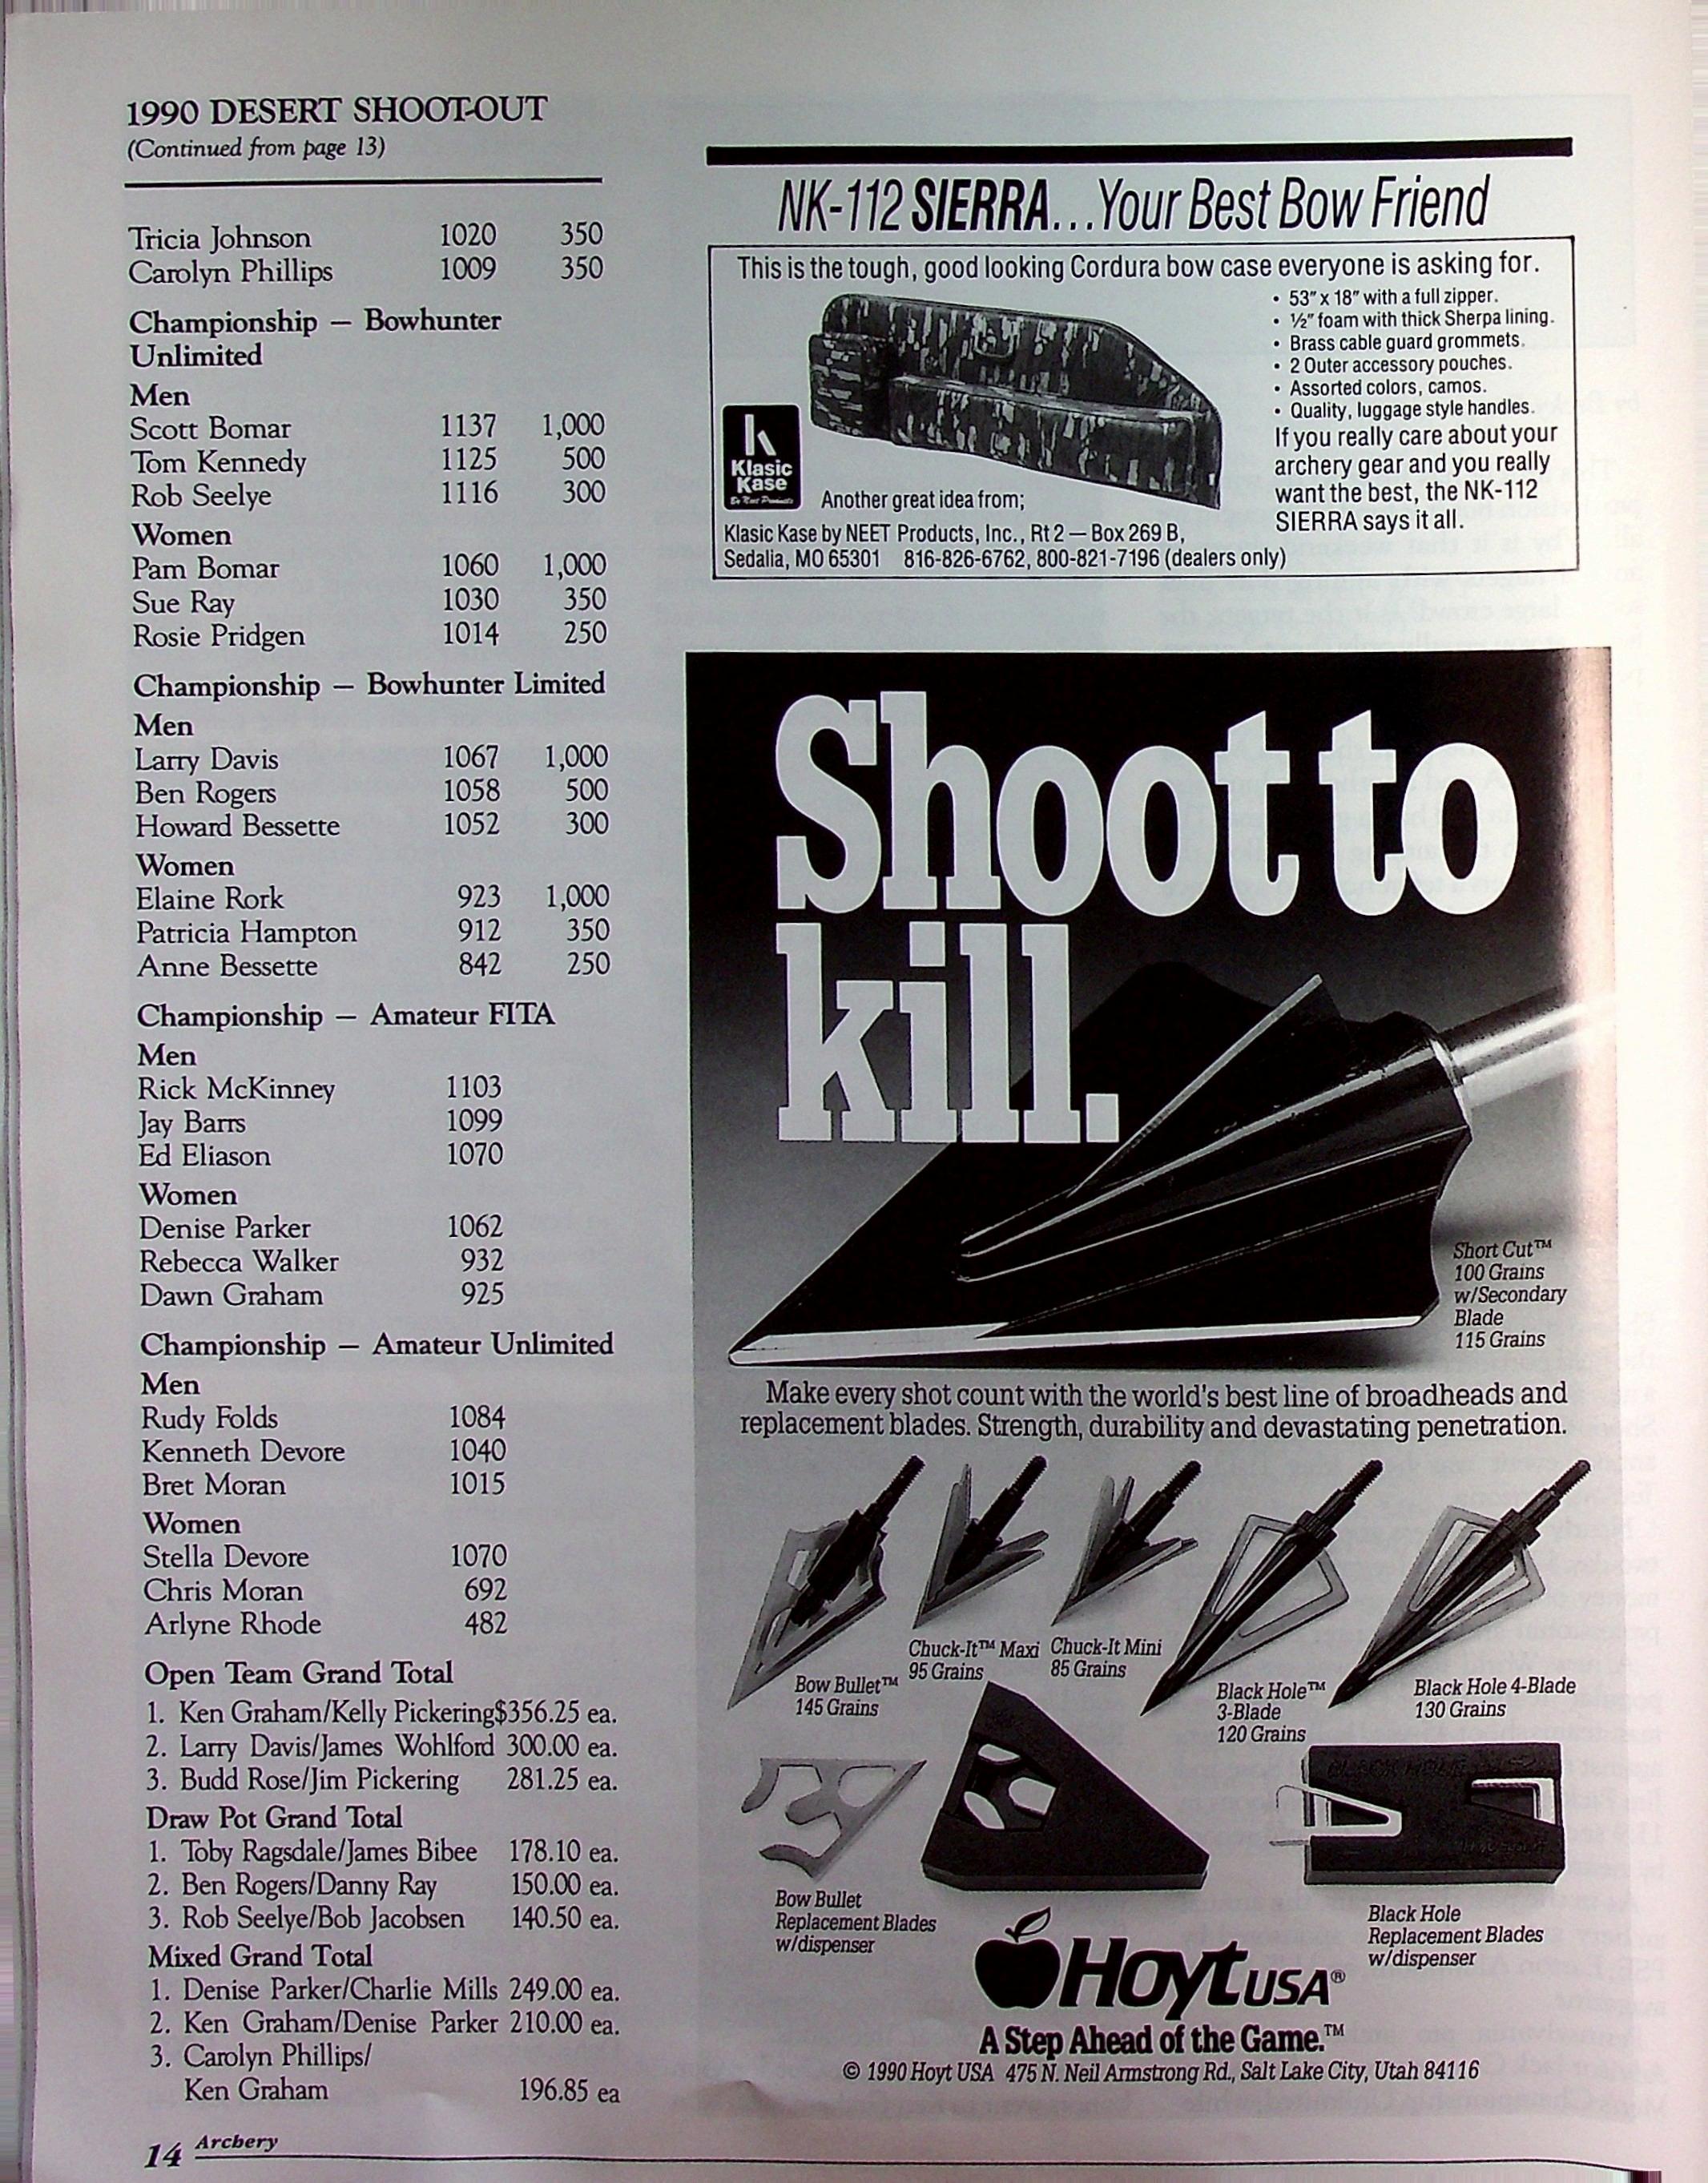 1990 DESERT SHOOT-OUT
(Continued from page 13)
Tricia Johnson 1020 350
Carolyn Phillips 1009 350
Championship — Bowhunter
Unlimited
Men
Scott Bomar 1137 1,000
Tom Kennedy 1125 500
Rob Seelye 1116 300
Women
Pam Bomar 1060 1,000
Sue Ray 1030 350
Rosie Pridgen 1014 250
Championship — Bowhunter Limited
Men
Larry Davis 1067 1,000
Ben Rogers 1058 500
Howard Bessette 1052 300
Women
Elaine Rork 923 1,000
Patricia Hampton 912 350
Anne Bessette 842 250
Championship — Amateur FITA
Men
Rick McKinney 1103
Jay Barrs 1099
Ed Eliason 1070
Women
Denise Parker 1062
Rebecca Walker 932
Dawn Graham 925
Championship — Amateur Unlimited
Men
Rudy Folds 1084
Kenneth Devore 1040
Bret Moran 1015
Women
Stella Devore 1070
Chris Moran 692
Arlyne Rhode 482
Open Team Grand Total
1. Ken Graham/Kelly Pickering$356.25 ea.
2. Larry Davis/James Wohlford 300.00 ea.
3. Budd Rose/Jim Pickering 281.25 ea.
Draw Pot Grand Total
1. Toby Ragsdale/James Bibee 178.10 ea.
2. Ben Rogers/Danny Ray 150.00 ea.
3. Rob Seelye/Bob Jacobsen 140.50 ea.
Mixed Grand Total
1. Denise Parker/Charlie Mills 249.00 ea.
2. Ken Graham/Denise Parker 210.00 ea.
3. Carolyn Phillips/
Ken Graham 196.85 ea
14 Archery
NK-112 SIERRA...Your Best Bow Friend
This is the tough, good looking Cordura bow case everyone is asking for.
• 53" x 18" with a full zipper.
• ½" foam with thick Sherpa lining.
• Brass cable guard grommets.
• 2 Outer accessory pouches.
• Assorted colors, camos.
• Quality, luggage style handles.
If you really care about your
archery gear and you really
want the best, the NK-112
SIERRA says it all.
k
Klasic
Kase
By Neet Products
Another great idea from;
Klasic Kase by NEET Products, Inc., Rt 2 — Box 269 B,
Sedalia, MO 65301 816-826-6762, 800-821-7196 (dealers only)
Shoot to
kill.
Short Cut™
100 Grains
w/Secondary
Blade
115 Grains
Make every shot count with the world's best line of broadheads and
replacement blades. Strength, durability and devastating penetration.
Bow Bullet™
145 Grains
Chuck-It™ Maxi
95 Grains
Chuck-It Mini
85 Grains
Black Hole™
3-Blade
120 Grains
Black Hole 4-Blade
130 Grains
BLACK HOLE
Bow Bullet
Replacement Blades
w/dispenser
Black Hole
Replacement Blades
w/dispenser
Hoyt USA®
A Step Ahead of the Game.™
© 1990 Hoyt USA 475 N. Neil Armstrong Rd., Salt Lake City, Utah 84116